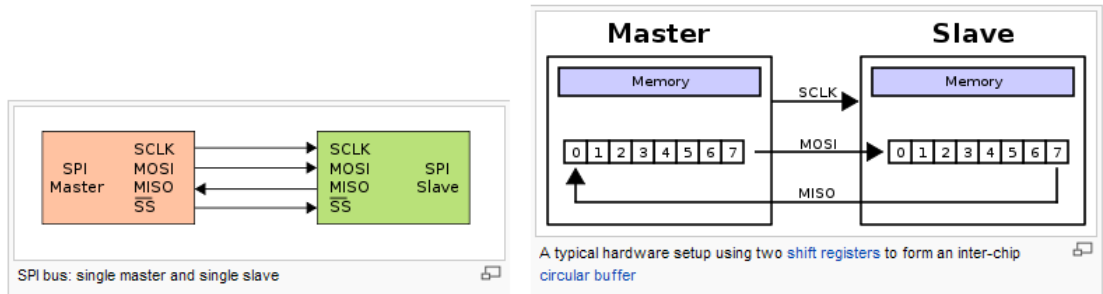 SPI Master
SCLK
MOSI
MISO
SS
SCLK
MOSI
MISO
SS
SPI Slave
SPI bus: single master and single slave
Master
Slave
Memory
SCLK
Memory
0 1 2 3 4 5 6 7
MOSI
0 1 2 3 4 5 6 7
MISO
A typical hardware setup using two shift registers to form an inter-chip
circular buffer